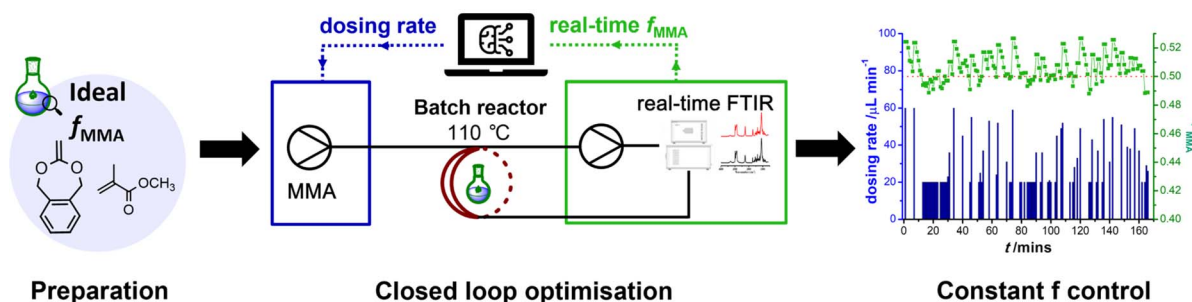 Ideal
fMMA
O
O
O
OCH3
Preparation
dosing rate
real-time fMMA
MMA
Batch reactor
110 °C
real-time FTIR
Closed loop optimisation
dosing rate /μL min-1
100
80
60
40
20
0
0 20 40 60 80 100 120 140 160
t/mins
0.52
0.50
0.48
0.46
0.44
0.42
0.40
MMA
Constant f control